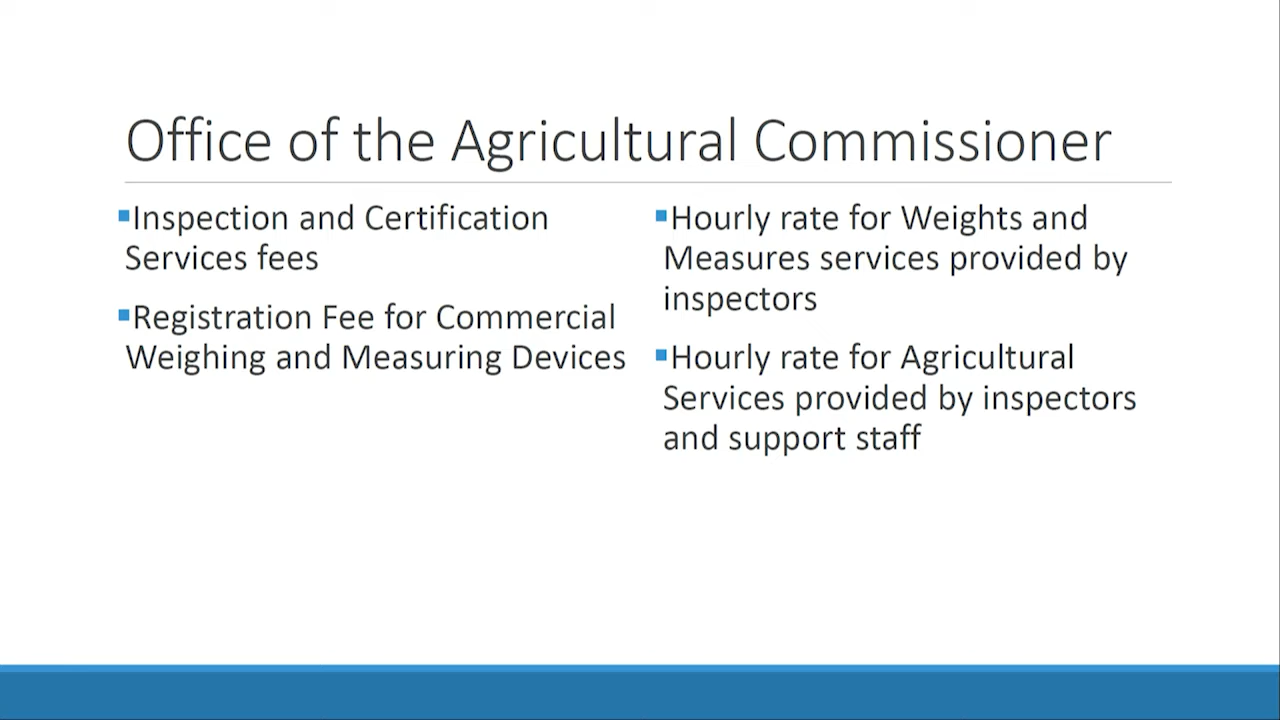 Office of the Agricultural Commissioner
▪Inspection and Certification
Services fees
▪Registration Fee for Commercial
Weighing and Measuring Devices
▪Hourly rate for Weights and
Measures services provided by
inspectors
▪Hourly rate for Agricultural
Services provided by inspectors
and support staff